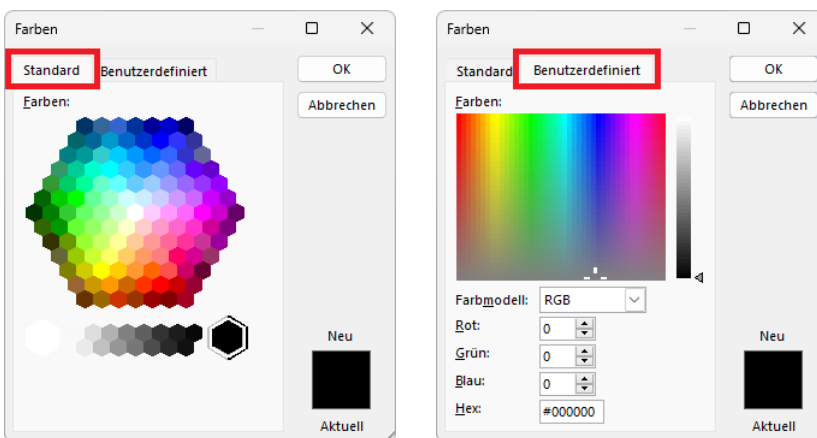 Farben
Standard
Benutzerdefiniert
OK
Farben:
Abbrechen
Neu
Aktuell
Farben
Standard
Benutzerdefiniert
OK
Farben:
Abbrechen
Farbmodell:
RGB
Rot:
0
Grün:
0
Blau:
0
Hex:
#000000
Neu
Aktuell